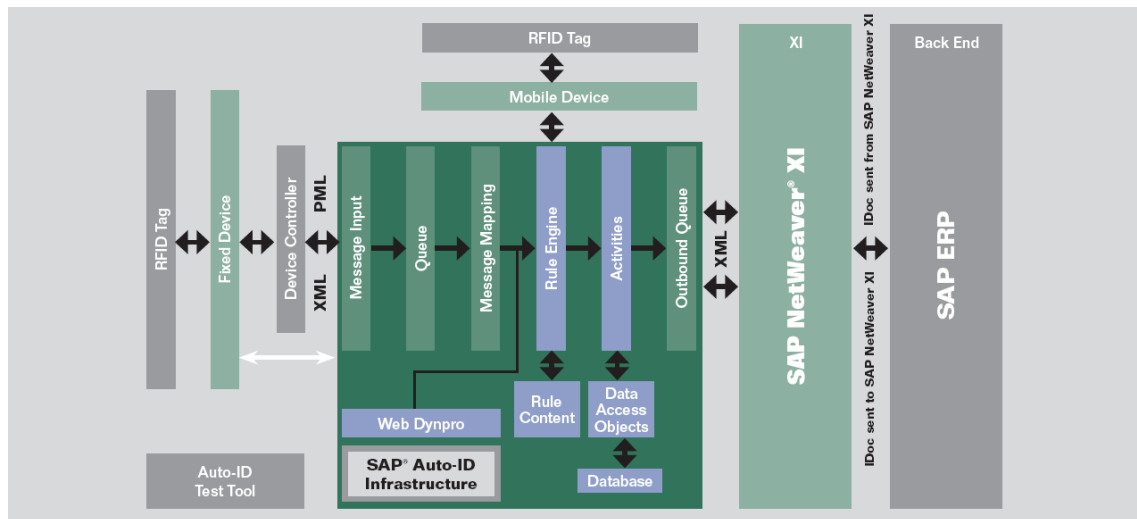 RFID Tag
Mobile Device
RFID Tag
Fixed Device
Device Controller
XML
PML
Message Input
Queue
Message Mapping
Rule Engine
Activities
Outbound Queue
XML
XI
SAP NetWeaver® XI
IDoc sent to SAP NetWeaver XI
IDoc sent from SAP NetWeaver XI
Back End
SAP ERP
Web Dynpro
Rule
Content
Data
Access
Objects
Database
SAP® Auto-ID
Infrastructure
Auto-ID
Test Tool